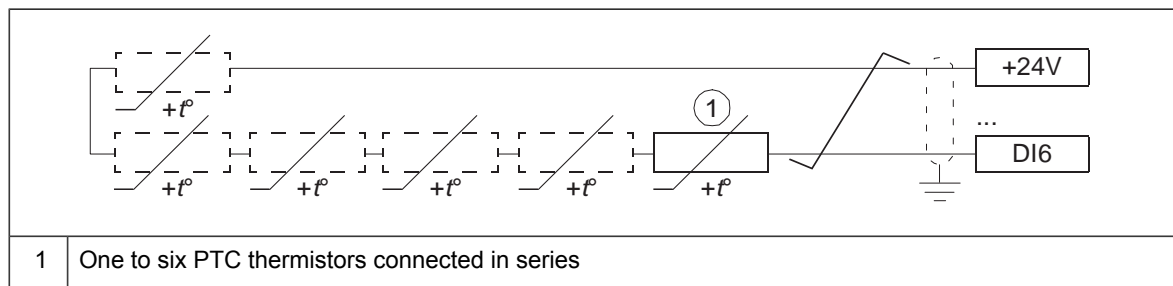 +24V
+t°
1
...
DI6
+t°
+t°
+t°
+t°
+t°
1 One to six PTC thermistors connected in series